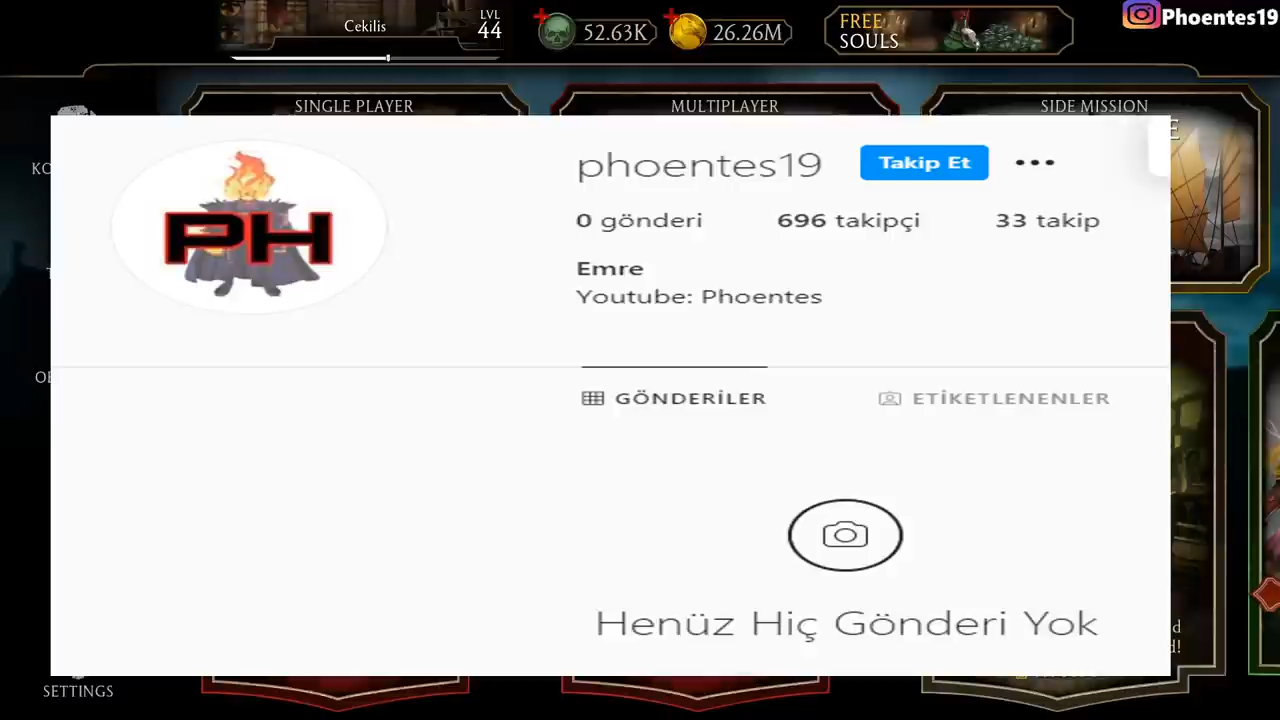 Cekilis
LVL
44
52.63K
26.26M
FREE
SOULS
Phoentes19
SINGLE PLAYER
MULTIPLAYER
SIDE MISSION
phoentes19
Takip Et
0 gönderi
696 takipçi
33 takip
Emre
Youtube: Phoentes
PH
GÖNDERİLER
ETİKETLENENLER
Henüz Hiç Gönderi Yok
SETTINGS